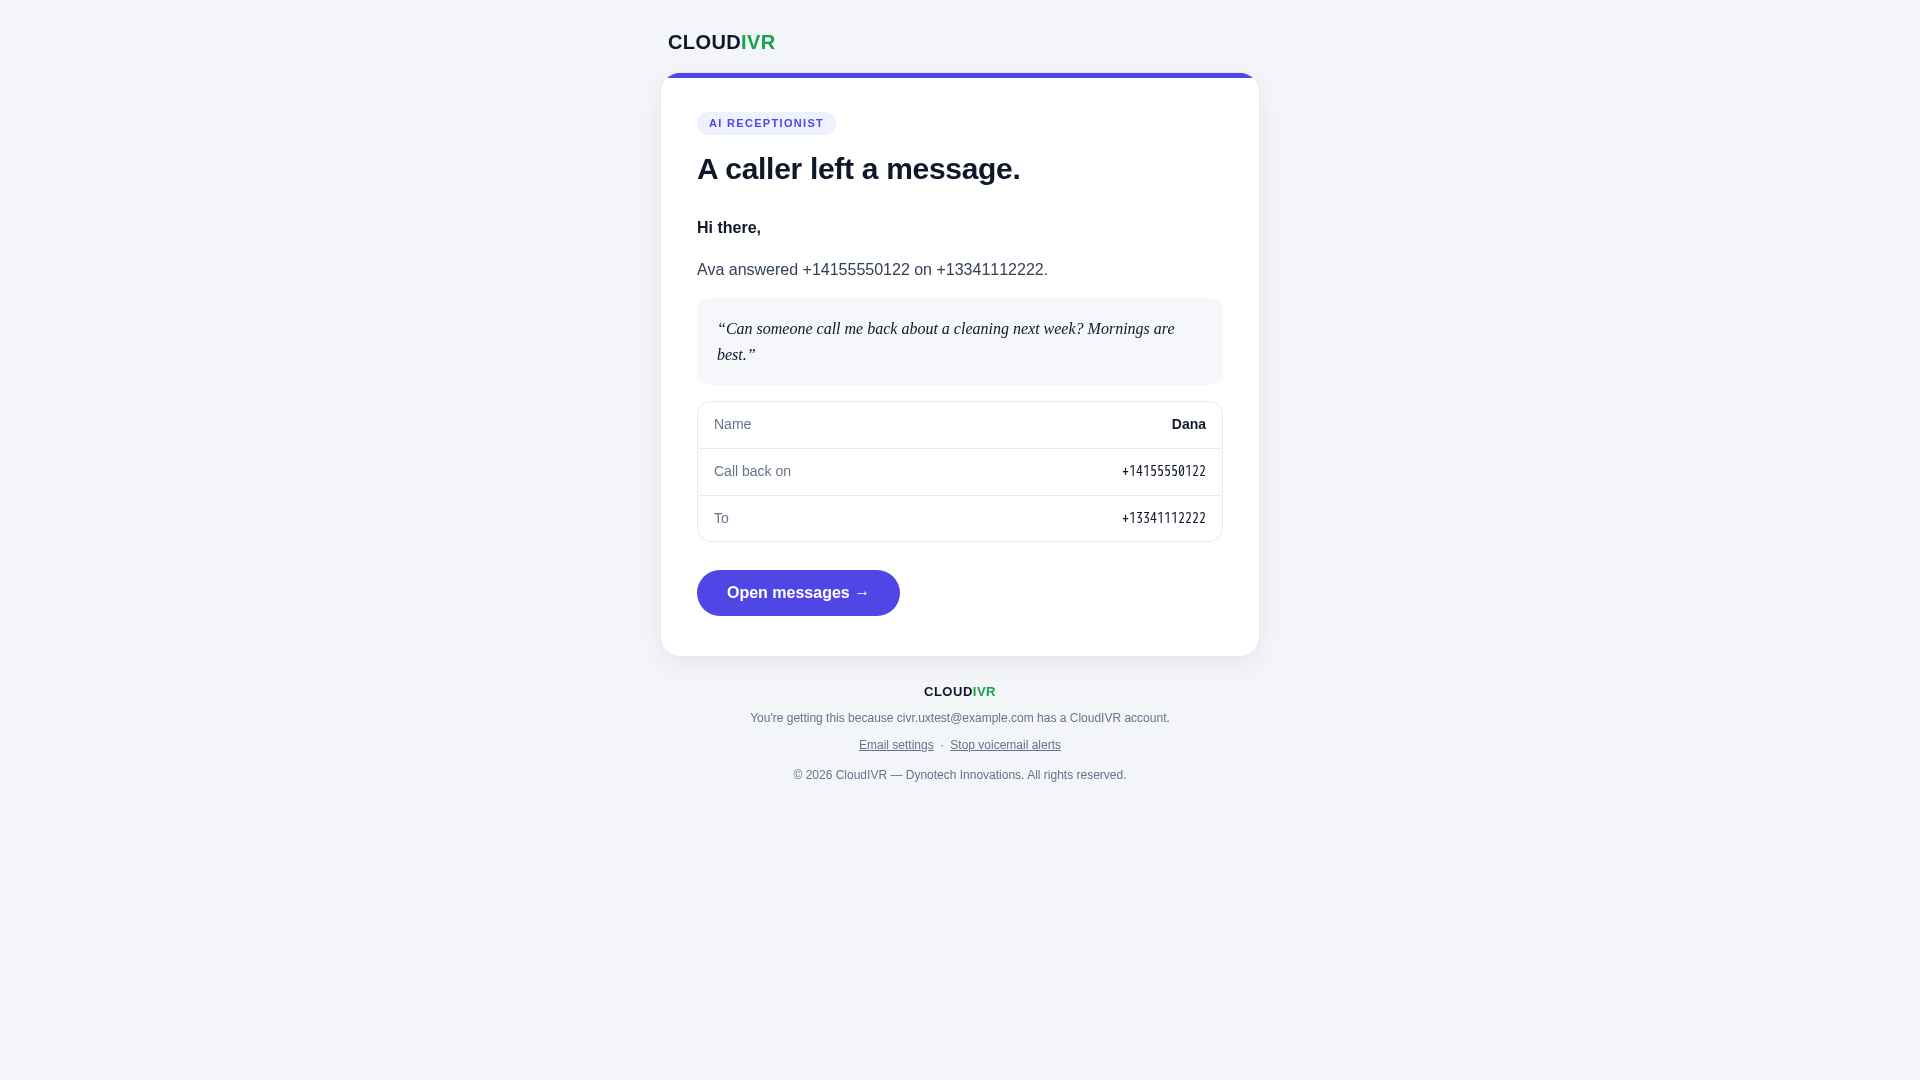 CLOUDIVR
AI RECEPTIONIST
A caller left a message.
Hi there,
Ava answered +14155550122 on +13341112222.
“Can someone call me back about a cleaning next week? Mornings are
best.”
Name Dana
Call back on +14155550122
To +13341112222
Open messages →
CLOUDIVR
You're getting this because civr.uxtest@example.com has a CloudIVR account.
Email settings · Stop voicemail alerts
© 2026 CloudIVR — Dynotech Innovations. All rights reserved.